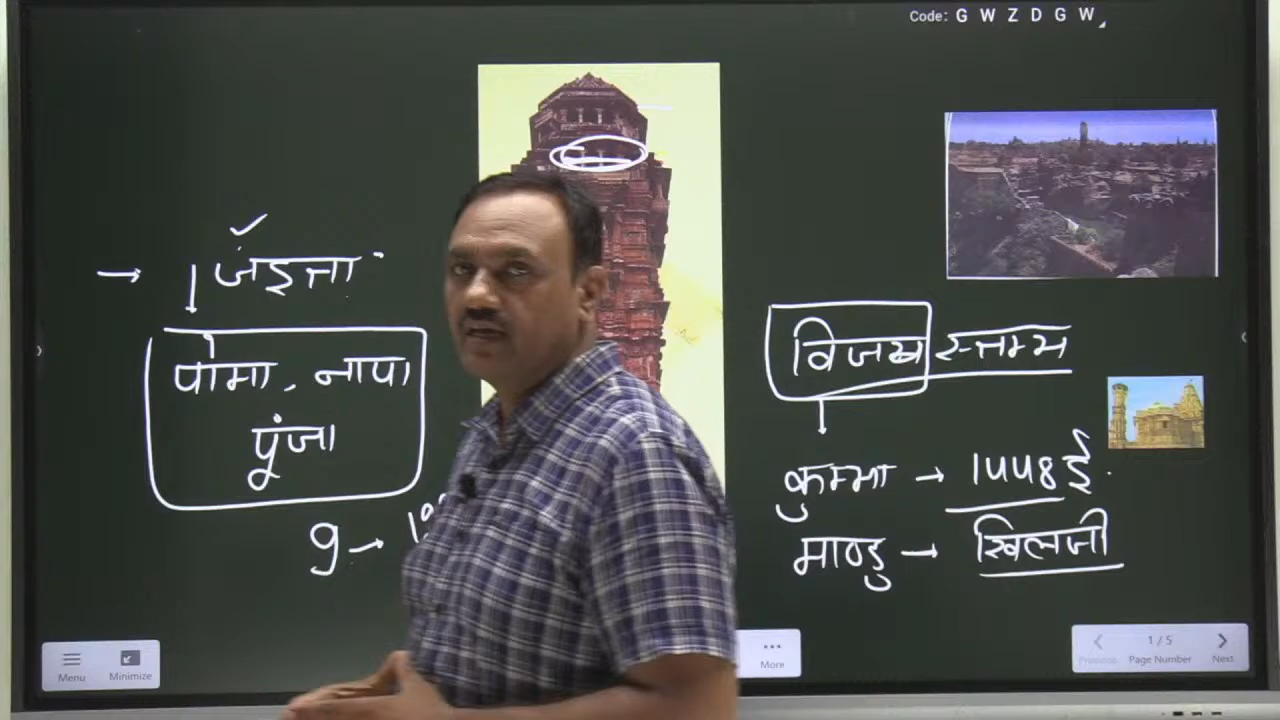 Code: G W Z D G W
→ जइता
पोमा, नापा
पूंजा
9 →
विजय स्तम्भ
कुम्भा → 1448 ई.
माण्डु → खिलजी
Menu
Minimize
More
Previous
1 / 5
Page Number
Next